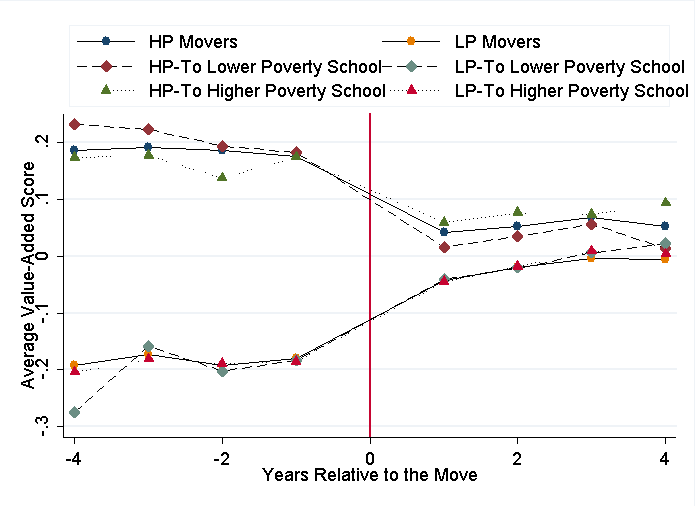 HP Movers LP Movers
HP-To Lower Poverty School LP-To Lower Poverty School
HP-To Higher Poverty School LP-To Higher Poverty School
Average Value-Added Score
.2
.1
0
-.1
-.2
-.3
-4 -2 0 2 4
Years Relative to the Move